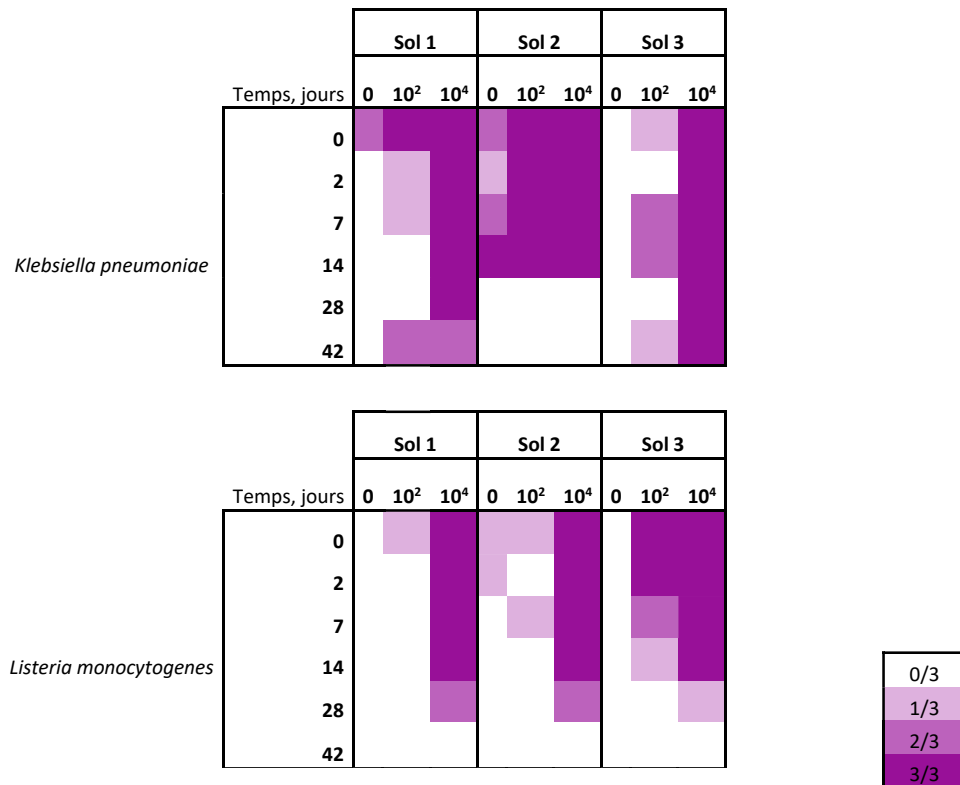 Sol 1 Sol 2 Sol 3
Temps, jours 0 10² 10⁴ 0 10² 10⁴ 0 10² 10⁴
0
2
7
Klebsiella pneumoniae 14
28
42
Sol 1 Sol 2 Sol 3
Temps, jours 0 10² 10⁴ 0 10² 10⁴ 0 10² 10⁴
0
2
7
Listeria monocytogenes 14
28
42
0/3
1/3
2/3
3/3